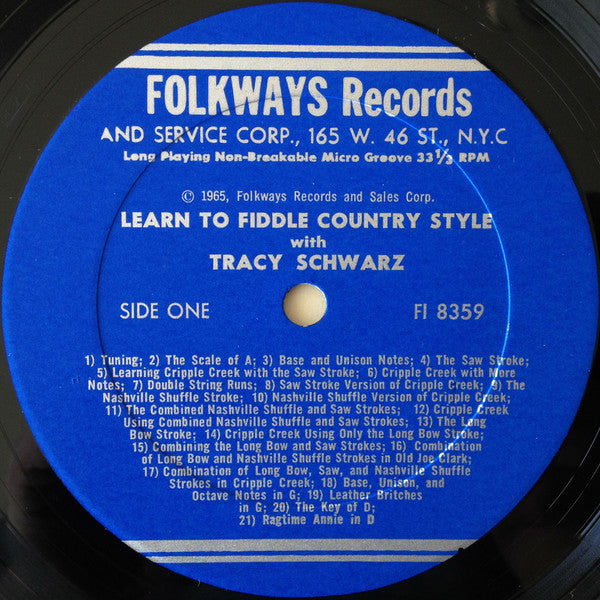 FOLKWAYS Records
AND SERVICE CORP., 165 W. 46 ST., N.Y.C
Long Playing Non-Breakable Micro Groove 33 1/3 RPM
© 1965, Folkways Records and Sales Corp.
LEARN TO FIDDLE COUNTRY STYLE
with
TRACY SCHWARZ
SIDE ONE
FI 8359
1) Tuning; 2) The Scale of A; 3) Base and Unison Notes; 4) The Saw Stroke;
5) Learning Cripple Creek with the Saw Stroke; 6) Cripple Creek with More
Notes; 7) Double String Runs; 8) Saw Stroke Version of Cripple Creek; 9) The
Nashville Shuffle Stroke; 10) Nashville Shuffle Version of Cripple Creek;
11) The Combined Nashville Shuffle and Saw Strokes; 12) Cripple Creek
Using Combined Nashville Shuffle and Saw Strokes; 13) The Long
Bow Stroke; 14) Cripple Creek Using Only the Long Bow Stroke;
15) Combining the Long Bow and Saw Strokes; 16) Combination
of Long Bow and Nashville Shuffle Strokes in Old Joe Clark;
17) Combination of Long Bow, Saw, and Nashville Shuffle
Strokes in Cripple Creek; 18) Base, Unison, and
Octave Notes in G; 19) Leather Britches
in G; 20) The Key of D;
21) Ragtime Annie in D